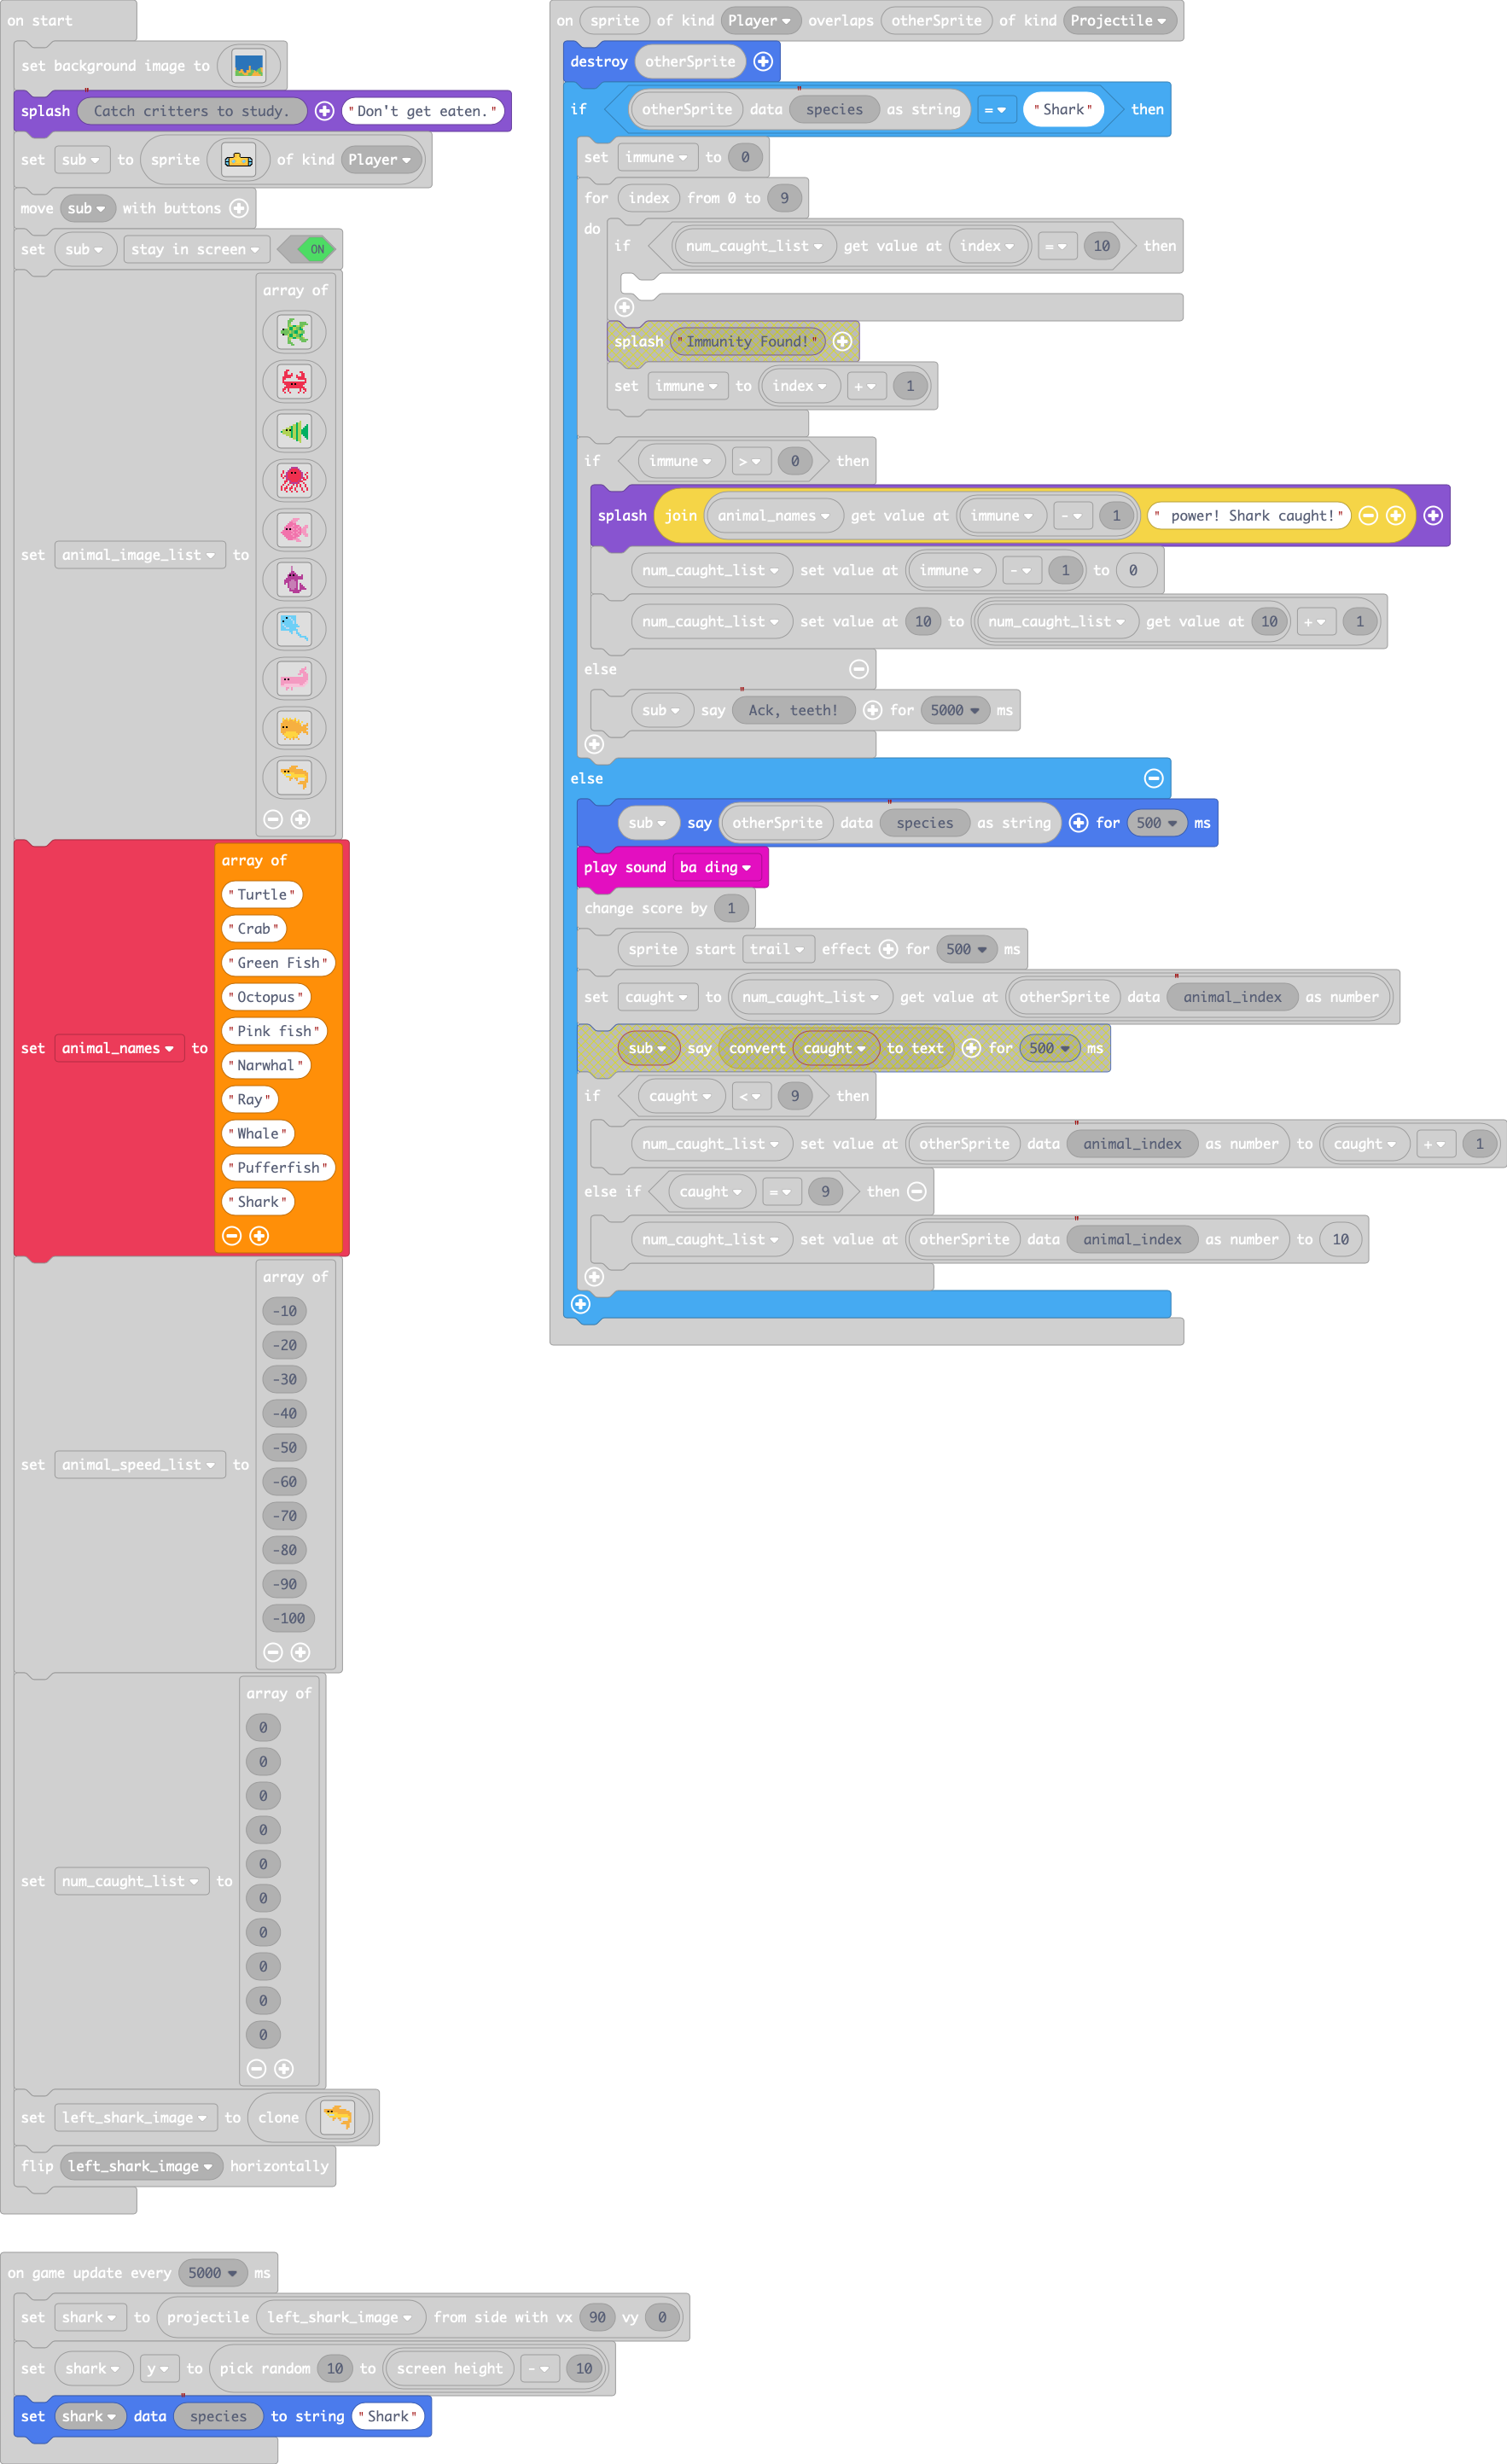 on start
set background image to
splash " Catch critters to study. "Don't get eaten."
set sub to sprite of kind Player
move sub with buttons
set sub stay in screen ON
set animal_image_list to array of
set animal_names to array of
"Turtle"
"Crab"
"Green Fish"
"Octopus"
"Pink fish"
"Narwhal"
"Ray"
"Whale"
"Pufferfish"
"Shark"
set animal_speed_list to array of
-10
-20
-30
-40
-50
-60
-70
-80
-90
-100
set num_caught_list to array of
0
0
0
0
0
0
0
0
0
0
set left_shark_image to clone
flip left_shark_image horizontally
on game update every 5000 ms
set shark to projectile left_shark_image from side with vx 90 vy 0
set shark y to pick random 10 to screen height - 10
set shark data " species to string "Shark"
on sprite of kind Player overlaps otherSprite of kind Projectile
destroy otherSprite
if otherSprite data " species as string = "Shark" then
set immune to 0
for index from 0 to 9
do if num_caught_list get value at index = 10 then
splash "Immunity Found!"
set immune to index + 1
if immune > 0 then
splash join animal_names get value at immune - 1 " power! Shark caught!"
num_caught_list set value at immune - 1 to 0
num_caught_list set value at 10 to num_caught_list get value at 10 + 1
else
sub say " Ack, teeth! for 5000 ms
else
sub say otherSprite data " species as string for 500 ms
play sound ba ding
change score by 1
sprite start trail effect for 500 ms
set caught to num_caught_list get value at otherSprite data " animal_index as number
sub say convert caught to text for 500 ms
if caught < 9 then
num_caught_list set value at otherSprite data " animal_index as number to caught + 1
else if caught = 9 then
num_caught_list set value at otherSprite data " animal_index as number to 10